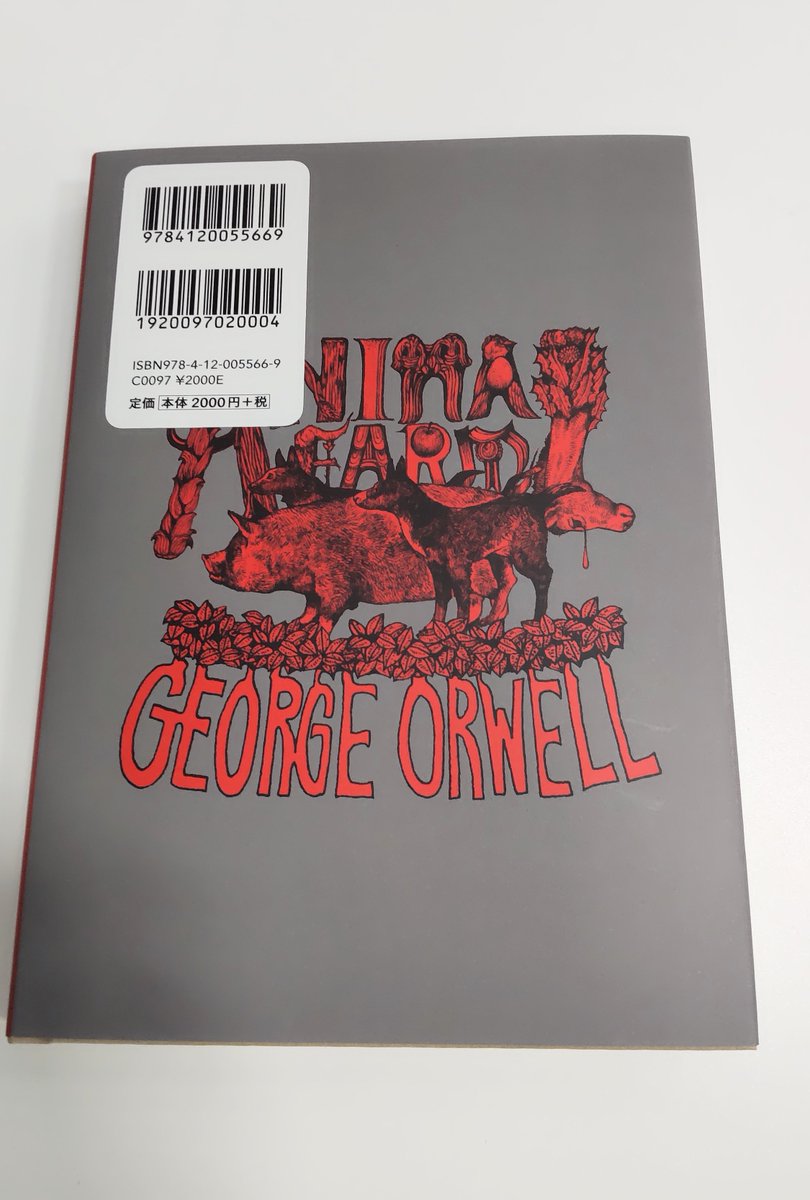 9784120055669
1920097020004
ISBN978-4-12-005566-9
C0097 ¥2000E
定価 本体 2000円+税
ANIMAL
FARM
GEORGE ORWELL